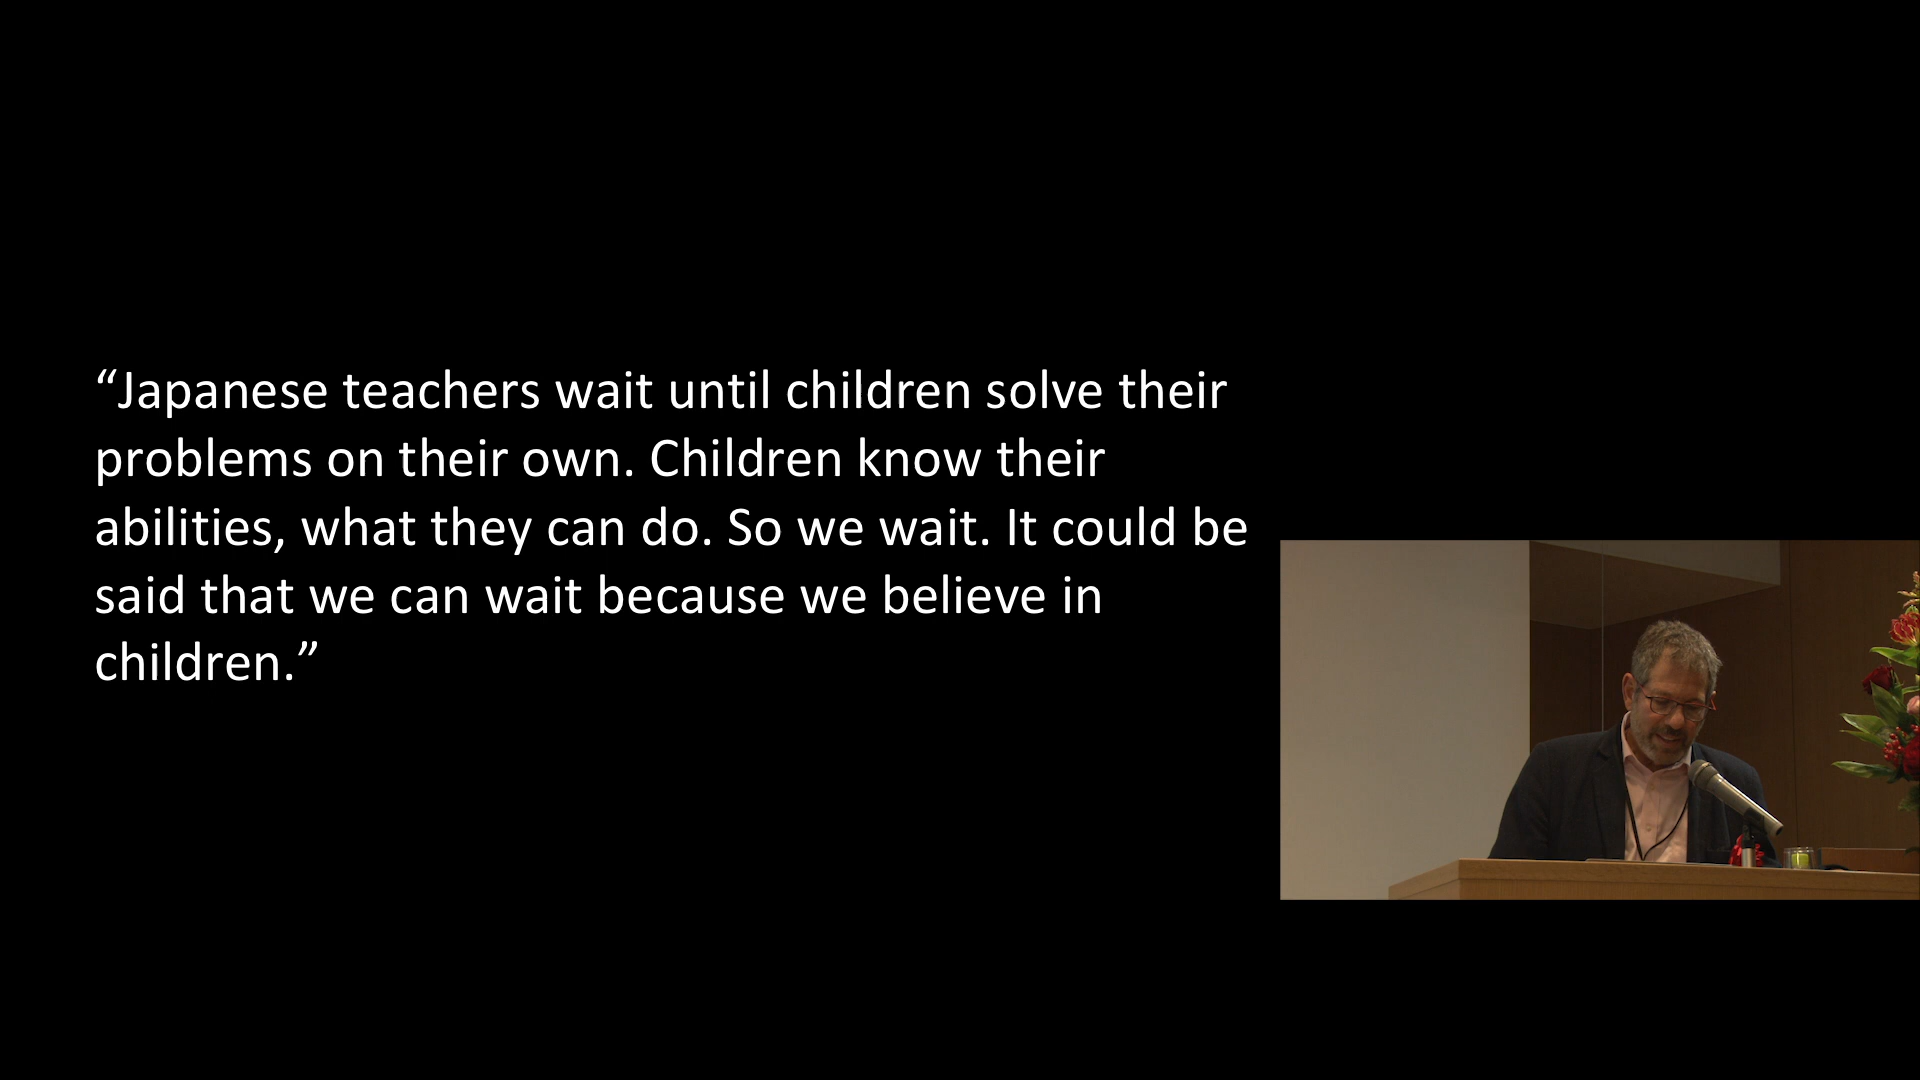 “Japanese teachers wait until children solve their
problems on their own. Children know their
abilities, what they can do. So we wait. It could be
said that we can wait because we believe in
children.”